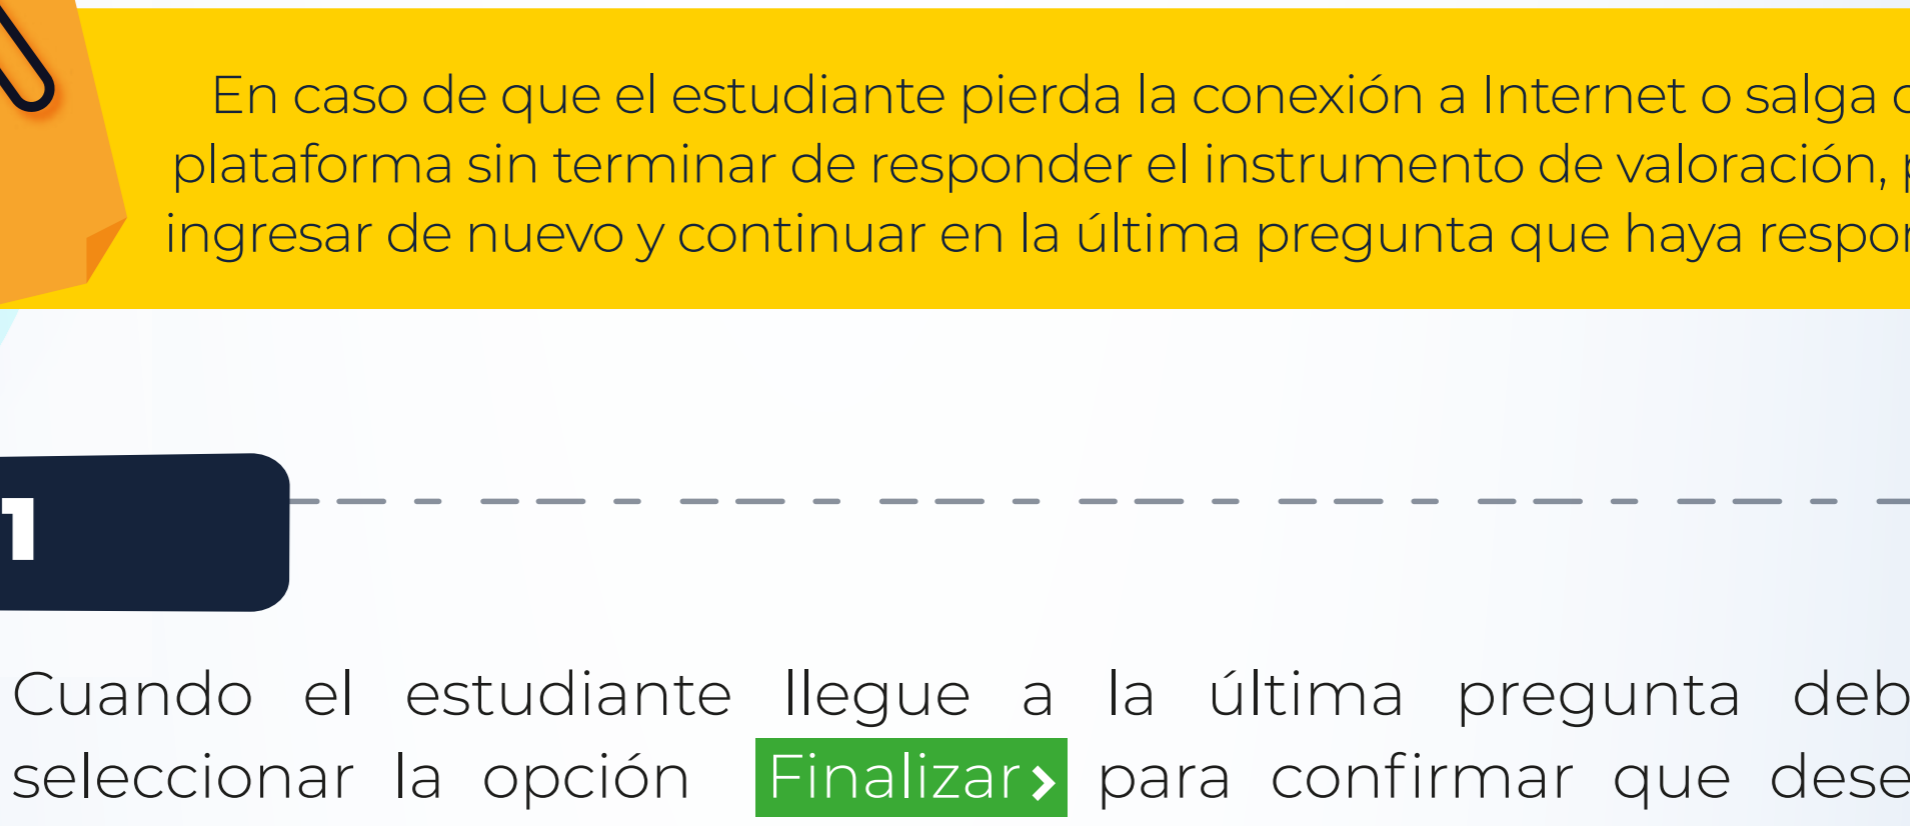 En caso de que el estudiante pierda la conexión a Internet o salga
plataforma sin terminar de responder el instrumento de valoración,
ingresar de nuevo y continuar en la última pregunta que haya
1
Cuando el estudiante llegue a la última pregunta
seleccionar la opción Finalizar› para confirmar que